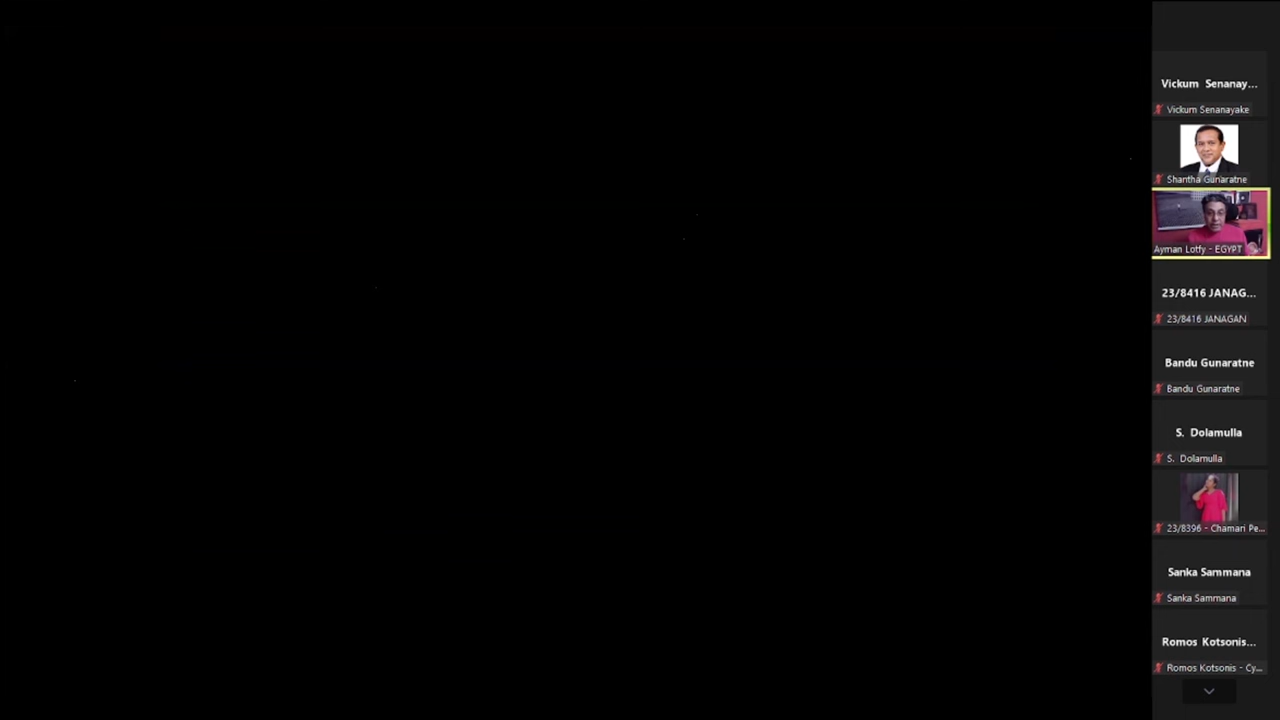 Vickum Senanay...
Vickum Senanayake
Shantha Gunaratne
Ayman Lotfy - EGYPT
23/8416 JANAG...
23/8416 JANAGAN
Bandu Gunaratne
Bandu Gunaratne
S. Dolamulla
S. Dolamulla
23/8396 - Chamari Pe...
Sanka Sammana
Sanka Sammana
Romos Kotsonis...
Romos Kotsonis - Cy...